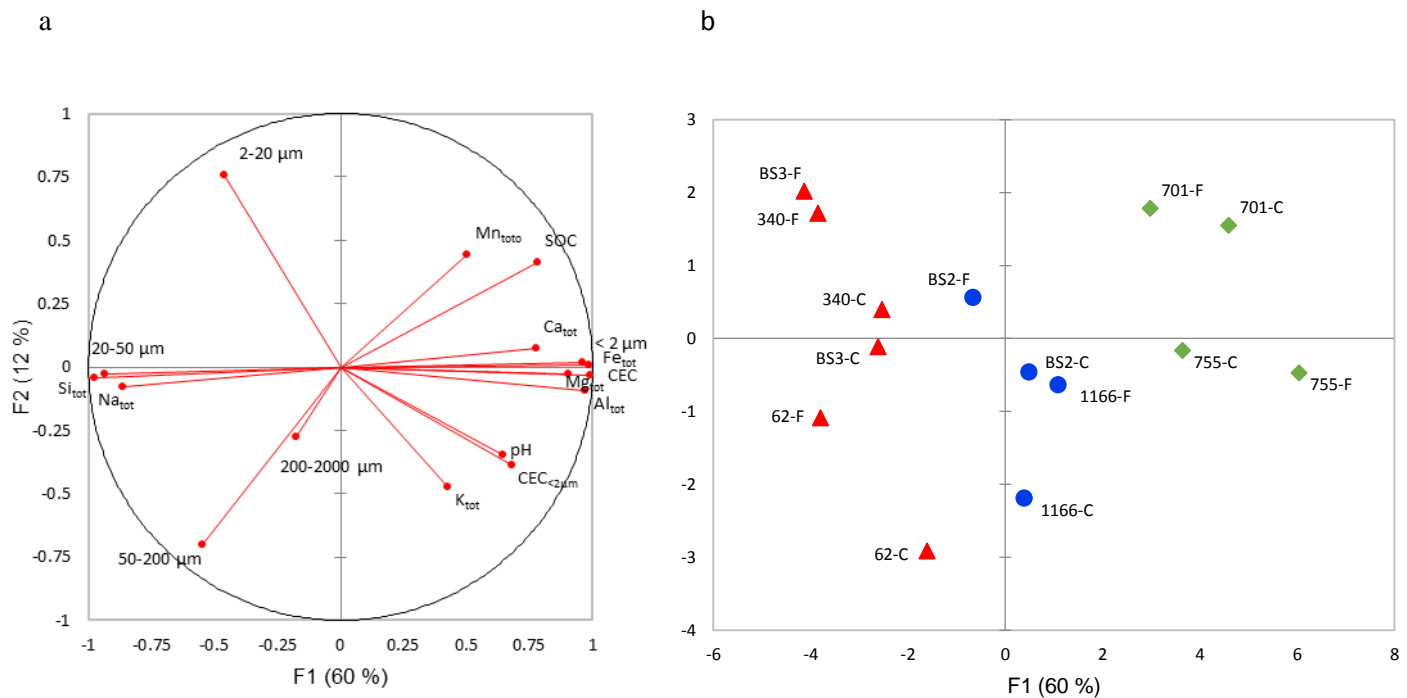 a
b
1
0.75
0.5
0.25
0
-0.25
-0.5
-0.75
-1
F2 (12 %)
2-20 µm
Mntoto
SOC
Catot
< 2 µm
Fetot
20-50 µm
CEC
Mgtot
Sitot
Natot
Altot
pH
200-2000 µm
CEC<2µm
Ktot
50-200 µm
-1 -0.75 -0.5 -0.25 0 0.25 0.5 0.75 1
F1 (60 %)
3
2
1
0
-1
-2
-3
-4
BS3-F
340-F
701-F
701-C
BS2-F
340-C
BS3-C
BS2-C
755-C
755-F
1166-F
62-F
1166-C
62-C
-6 -4 -2 0 2 4 6 8
F1 (60 %)